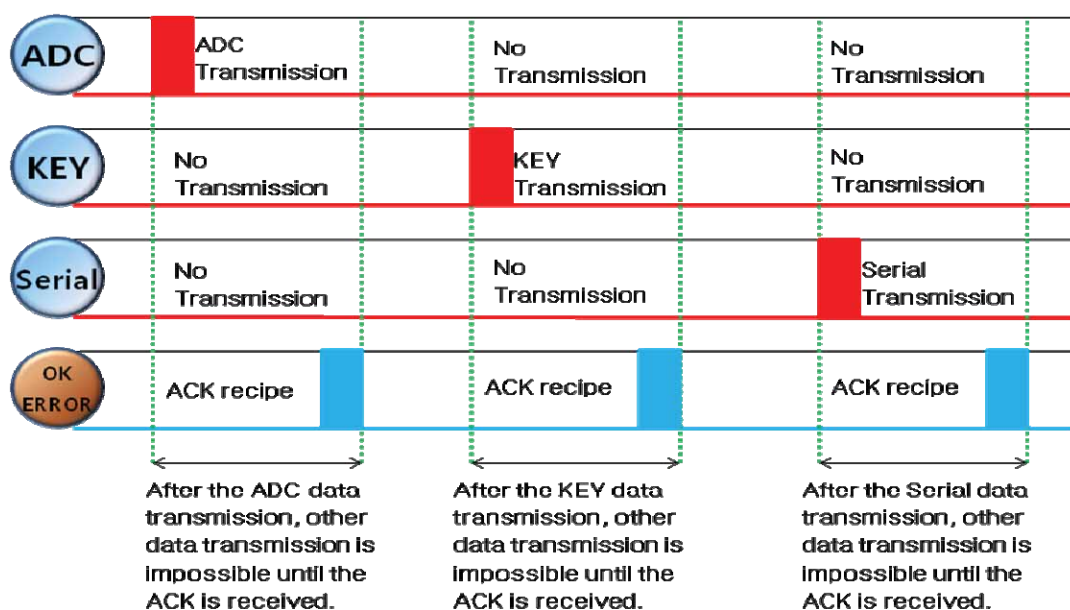 ADC
ADC
Transmission
No
Transmission
No
Transmission
KEY
No
Transmission
KEY
Transmission
No
Transmission
Serial
No
Transmission
No
Transmission
Serial
Transmission
OK
ERROR
ACK recipe
ACK recipe
ACK recipe
After the ADC data
transmission, other
data transmission is
impossible until the
ACK is received.
After the KEY data
transmission, other
data transmission is
impossible until the
ACK is received.
After the Serial data
transmission, other
data transmission is
impossible until the
ACK is received.